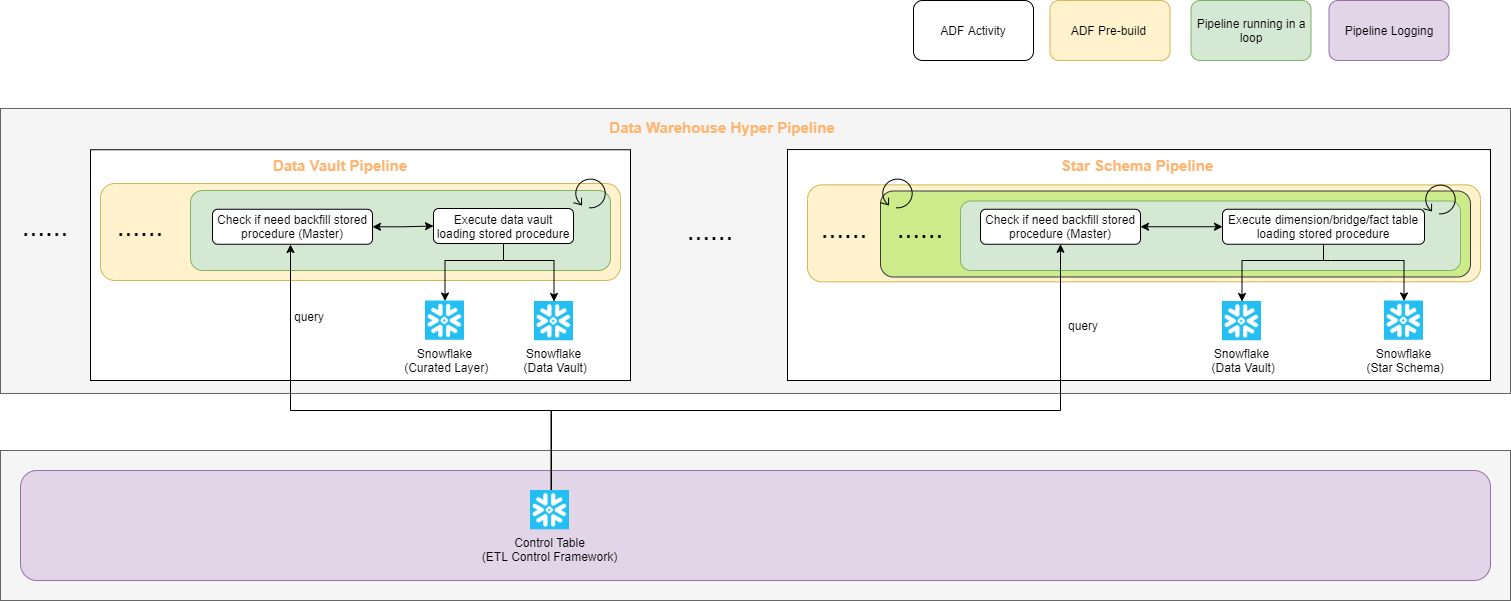 ADF Activity
ADF Pre-build
Pipeline running in a
loop
Pipeline Logging
Data Warehouse Hyper Pipeline
Data Vault Pipeline
Star Schema Pipeline
......
......
Check if need backfill stored
procedure (Master)
Execute data vault
loading stored procedure
......
......
......
Check if need backfill stored
procedure (Master)
Execute dimension/bridge/fact table
loading stored procedure
query
Snowflake
(Curated Layer)
Snowflake
(Data Vault)
query
Snowflake
(Data Vault)
Snowflake
(Star Schema)
Control Table
(ETL Control Framework)